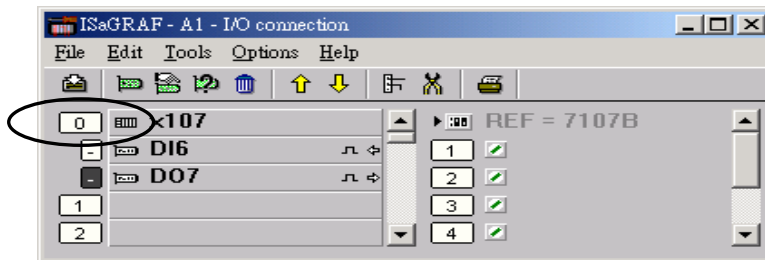 ISaGRAF - A1 - I/O connection
File Edit Tools Options Help
0 x107 REF = 7107B
- DI6 1
- DO7 2
1 3
2 4